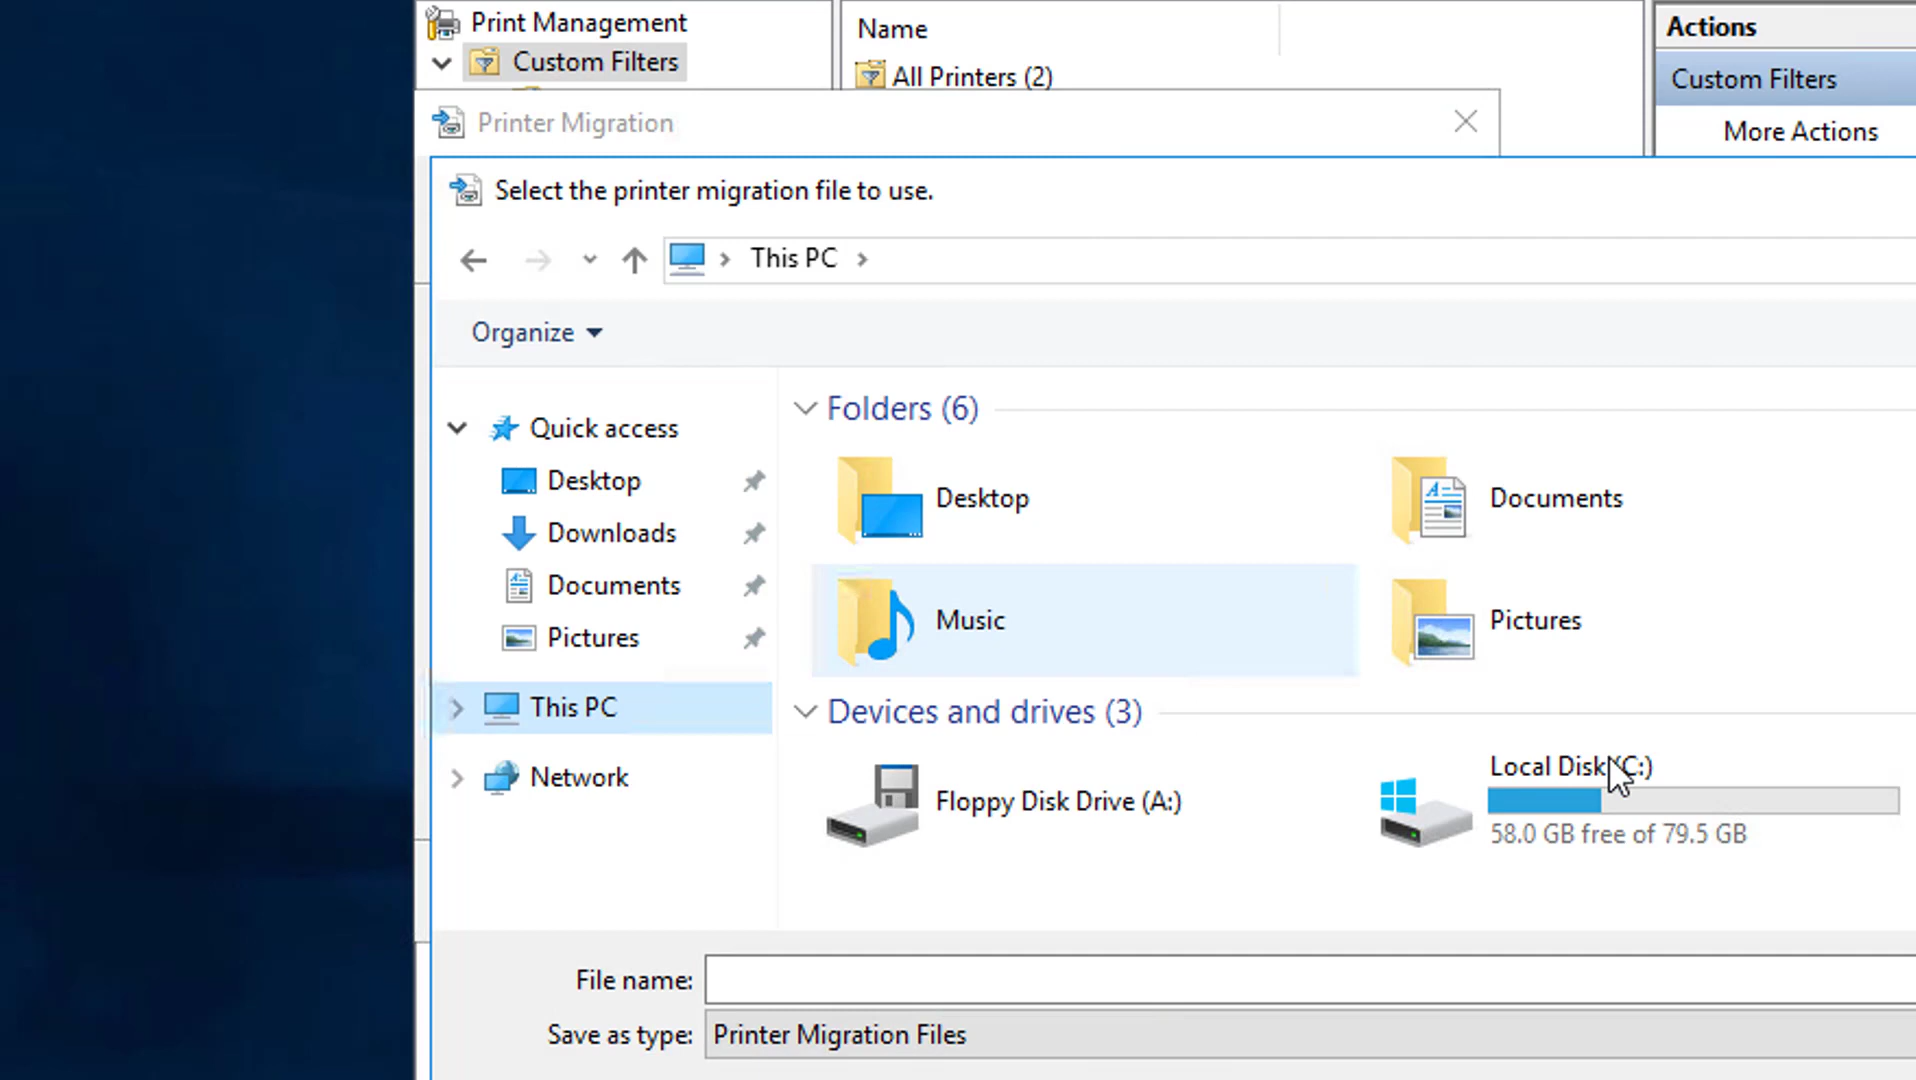 Print Management
Custom Filters
Name
All Printers (2)
Actions
Custom Filters
More Actions
Printer Migration
Select the printer migration file to use.
This PC
Organize
Quick access
Desktop
Downloads
Documents
Pictures
This PC
Network
Folders (6)
Desktop
Documents
Music
Pictures
Devices and drives (3)
Floppy Disk Drive (A:)
Local Disk (C:)
58.0 GB free of 79.5 GB
File name:
Save as type: Printer Migration Files